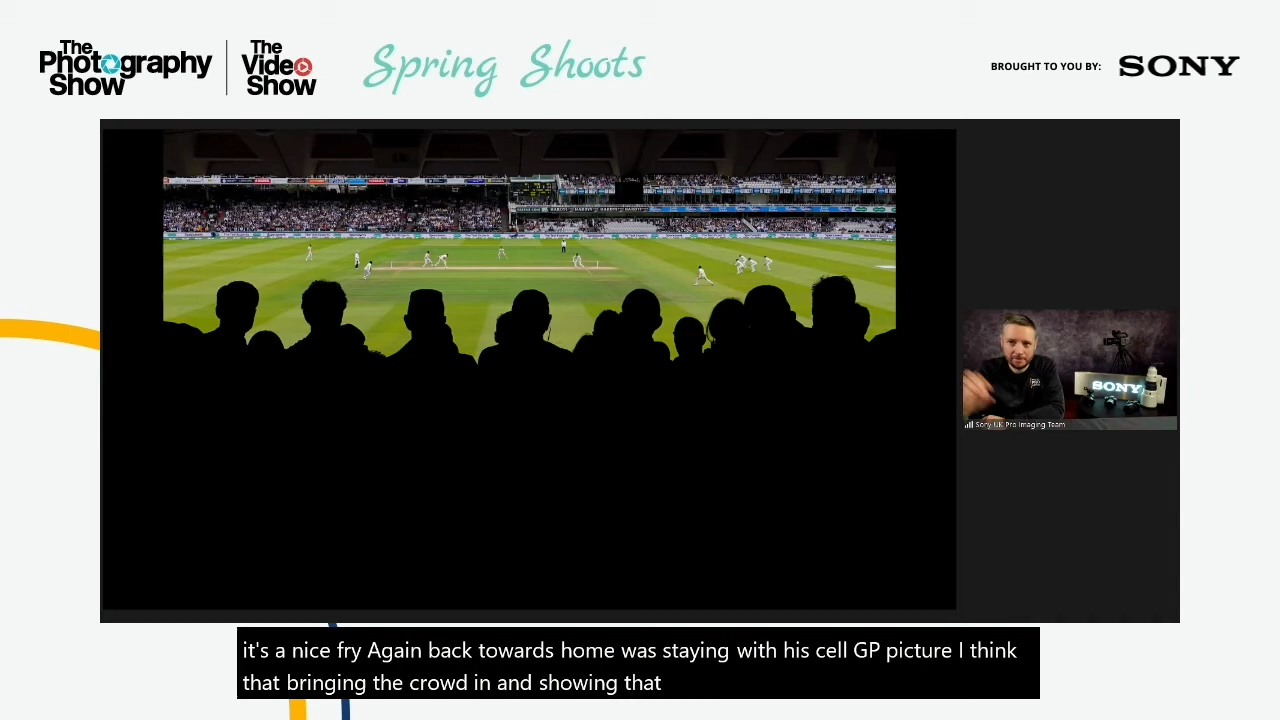 The
Photography
Show
The
Video
Show
Spring Shoots
BROUGHT TO YOU BY:
SONY
SONY
Sony UK Pro Imaging Team
it's a nice fry Again back towards home was staying with his cell GP picture I think
that bringing the crowd in and showing that